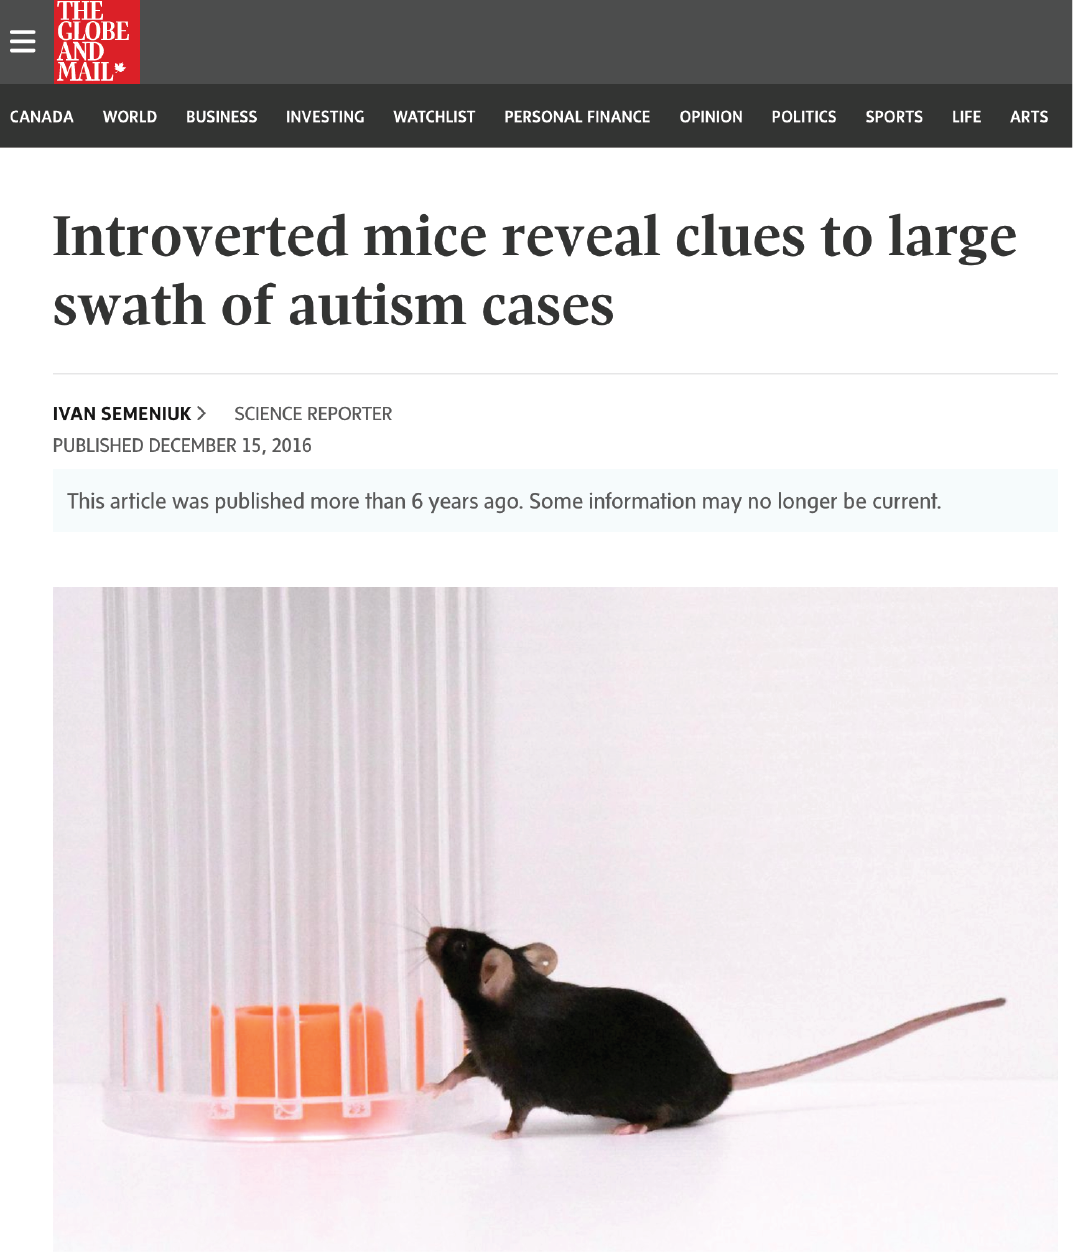 THE
GLOBE
AND
MAIL
CANADA WORLD BUSINESS INVESTING WATCHLIST PERSONAL FINANCE OPINION POLITICS SPORTS LIFE ARTS
Introverted mice reveal clues to large
swath of autism cases
IVAN SEMENIUK > SCIENCE REPORTER
PUBLISHED DECEMBER 15, 2016
This article was published more than 6 years ago. Some information may no longer be current.